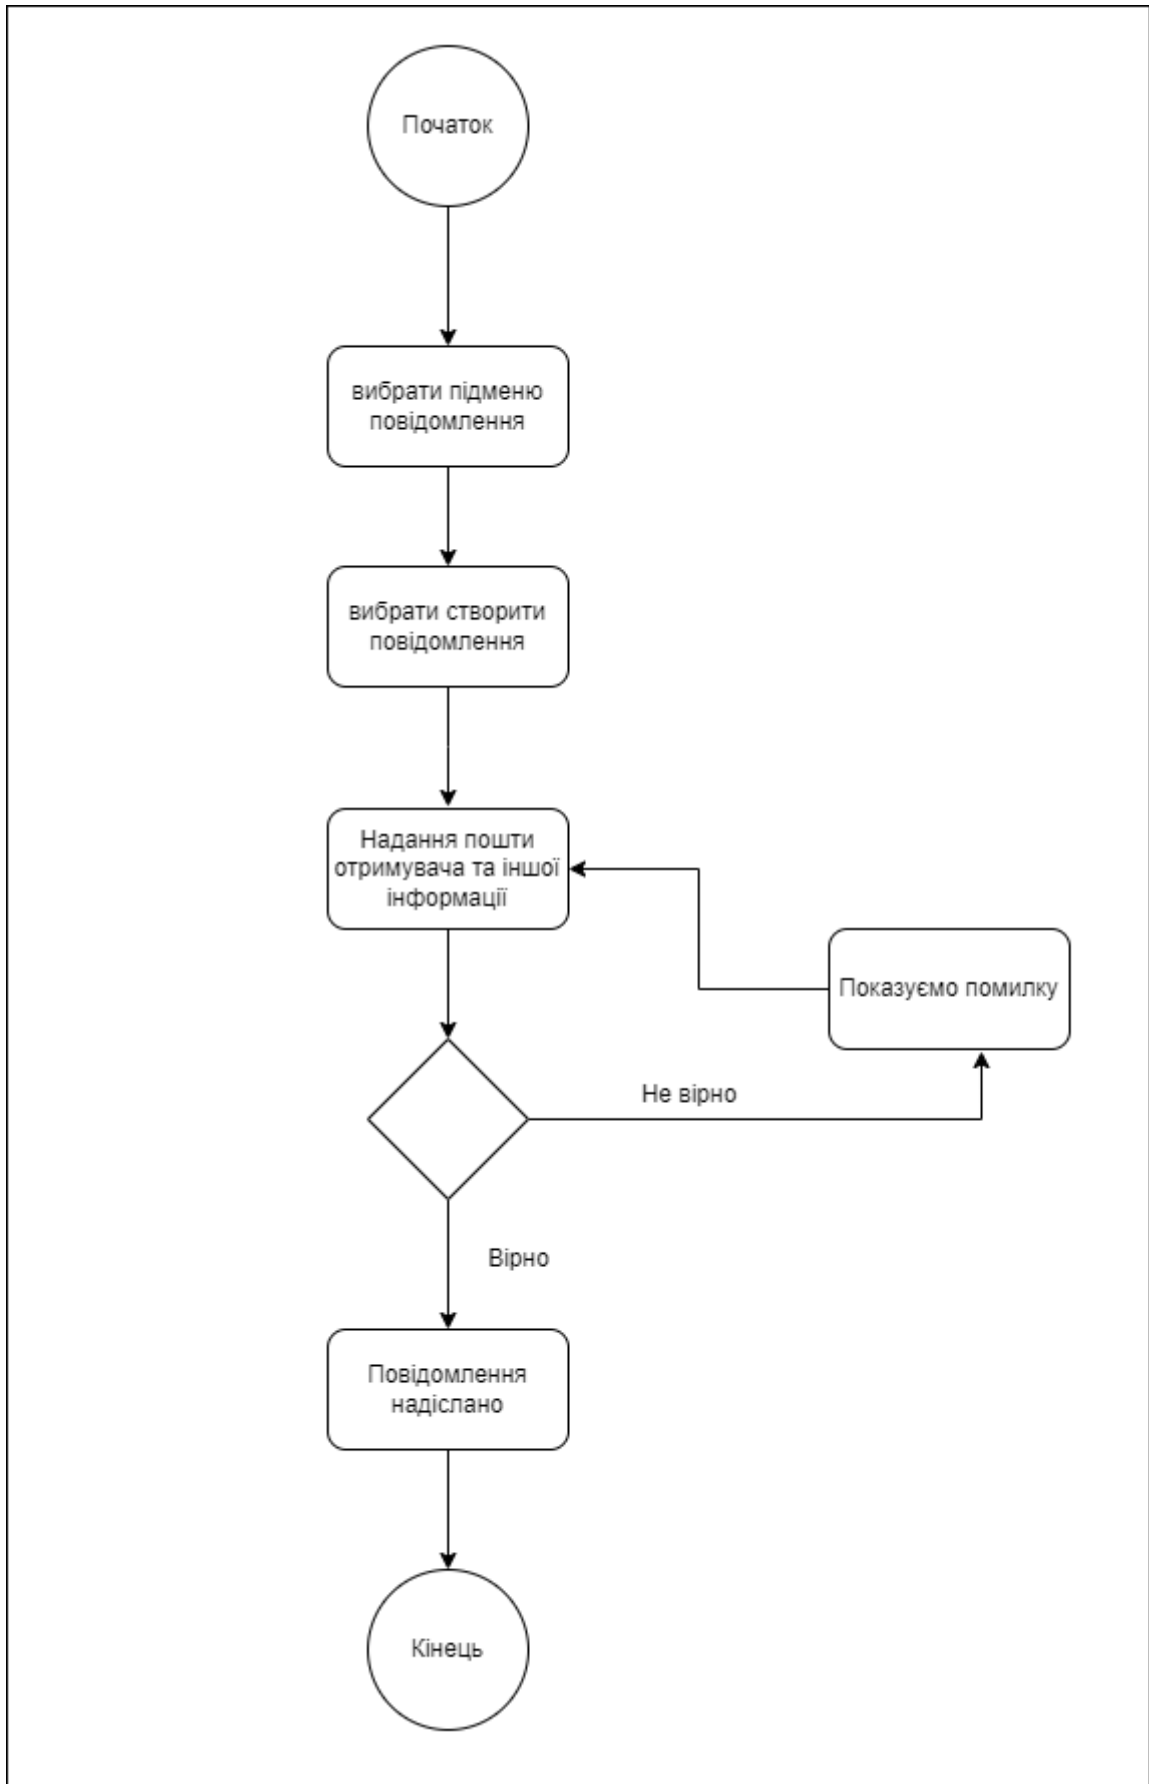 Початок
вибрати підменю
повідомлення
вибрати створити
повідомлення
Надання пошти
отримувача та іншої
інформації
Показуємо помилку
Не вірно
Вірно
Повідомлення
надіслано
Кінець